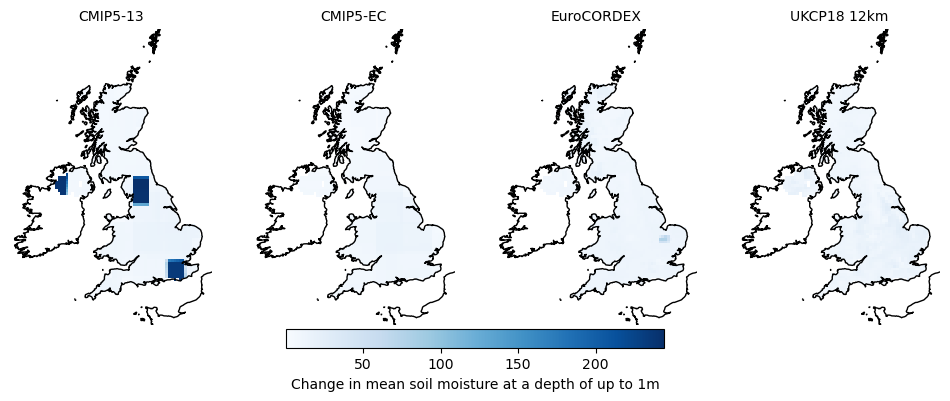 CMIP5-13 CMIP5-EC EuroCORDEX UKCP18 12km
50 100 150 200
Change in mean soil moisture at a depth of up to 1m